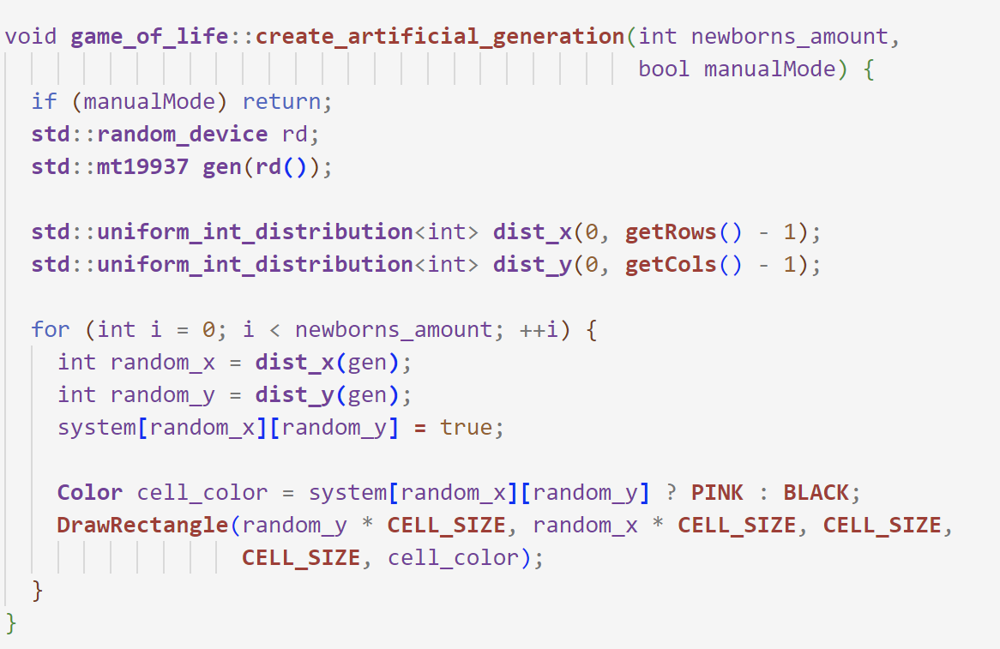 void game_of_life::create_artificial_generation(int newborns_amount,
                                                bool manualMode) {
  if (manualMode) return;
  std::random_device rd;
  std::mt19937 gen(rd());

  std::uniform_int_distribution<int> dist_x(0, getRows() - 1);
  std::uniform_int_distribution<int> dist_y(0, getCols() - 1);

  for (int i = 0; i < newborns_amount; ++i) {
    int random_x = dist_x(gen);
    int random_y = dist_y(gen);
    system[random_x][random_y] = true;

    Color cell_color = system[random_x][random_y] ? PINK : BLACK;
    DrawRectangle(random_y * CELL_SIZE, random_x * CELL_SIZE, CELL_SIZE,
                  CELL_SIZE, cell_color);
  }
}